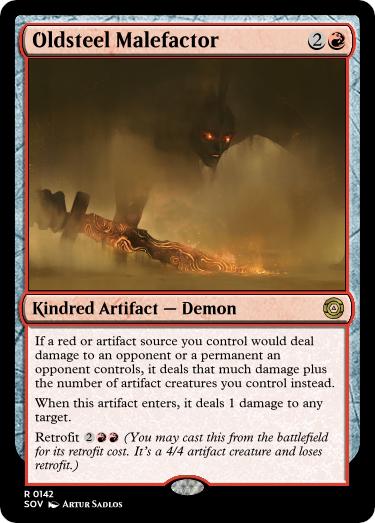 Oldsteel Malefactor 2
Kindred Artifact — Demon
If a red or artifact source you control would deal
damage to an opponent or a permanent an
opponent controls, it deals that much damage plus
the number of artifact creatures you control instead.
When this artifact enters, it deals 1 damage to any
target.
Retrofit 2 (You may cast this from the battlefield
for its retrofit cost. It's a 4/4 artifact creature and loses
retrofit.)
R 0142
SOV Artur Sadlos